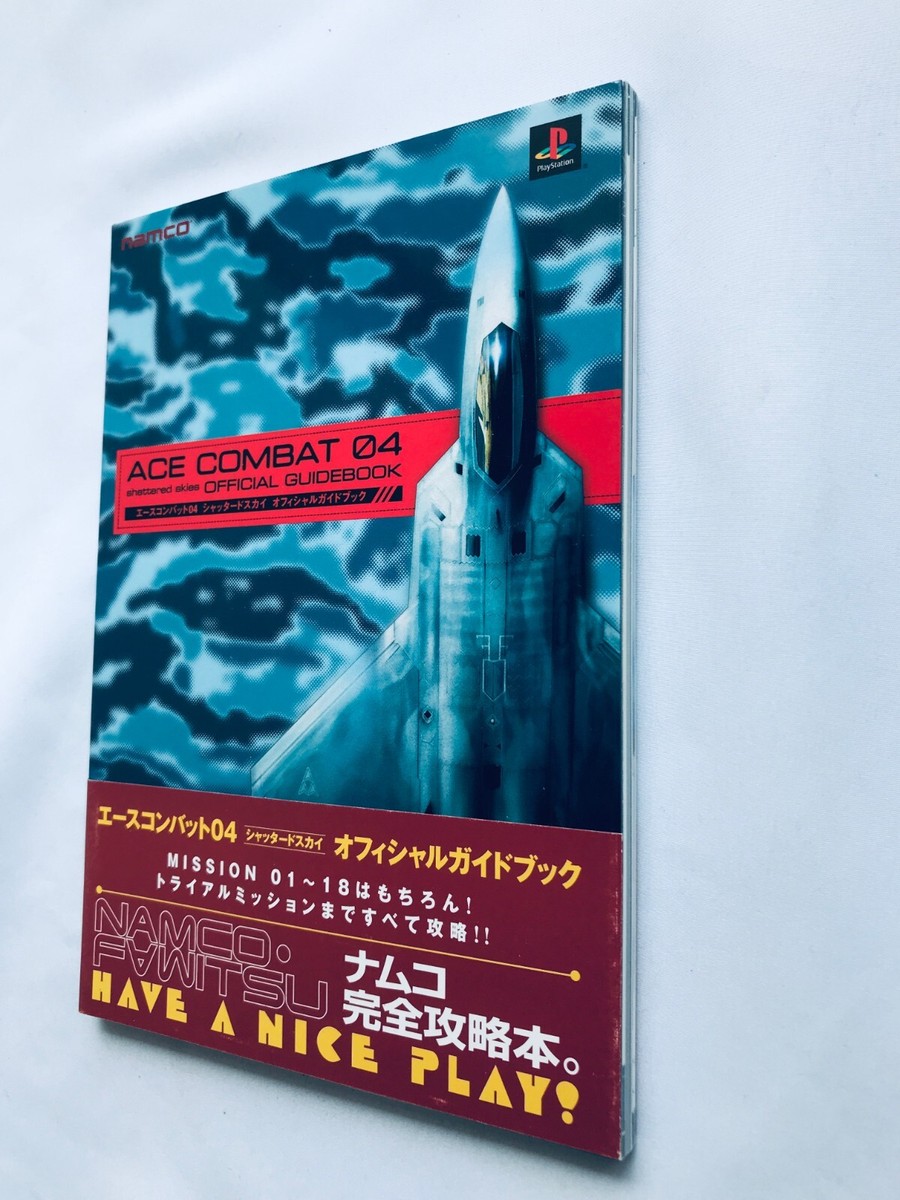 PlayStation
namco
ACE COMBAT 04
shattered skies OFFICIAL GUIDEBOOK
エースコンバット04 シャッタードスカイ オフィシャルガイドブック
FF
エースコンバット04 シャッタードスカイ オフィシャルガイドブック
MISSION 01～18はもちろん!
トライアルミッションまですべて攻略!!
NAMCO・
FAMITSU
ナムコ
完全攻略本。
HAVE A NICE PLAY!